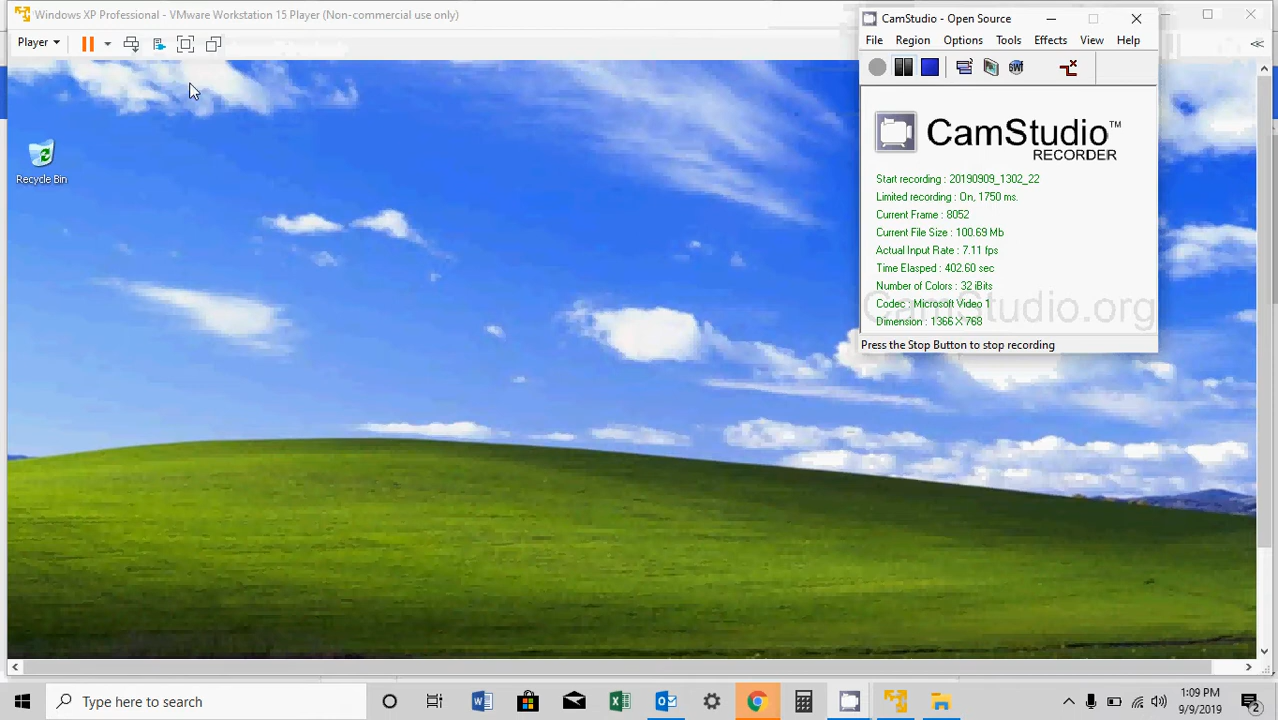 Windows XP Professional - VMware Workstation 15 Player (Non-commercial use only)
Player
CamStudio - Open Source
File Region Options Tools Effects View Help
CamStudio™
RECORDER
Start recording : 20190909_1302_22
Limited recording : On, 1750 ms.
Current Frame : 8052
Current File Size : 100.69 Mb
Actual Input Rate : 7.11 fps
Time Elasped : 402.60 sec
Number of Colors : 32 iBits
Codec : Microsoft Video 1
Dimension : 1366 X 768
CamStudio.org
Press the Stop Button to stop recording
Recycle Bin
Type here to search
1:09 PM
9/9/2019
2